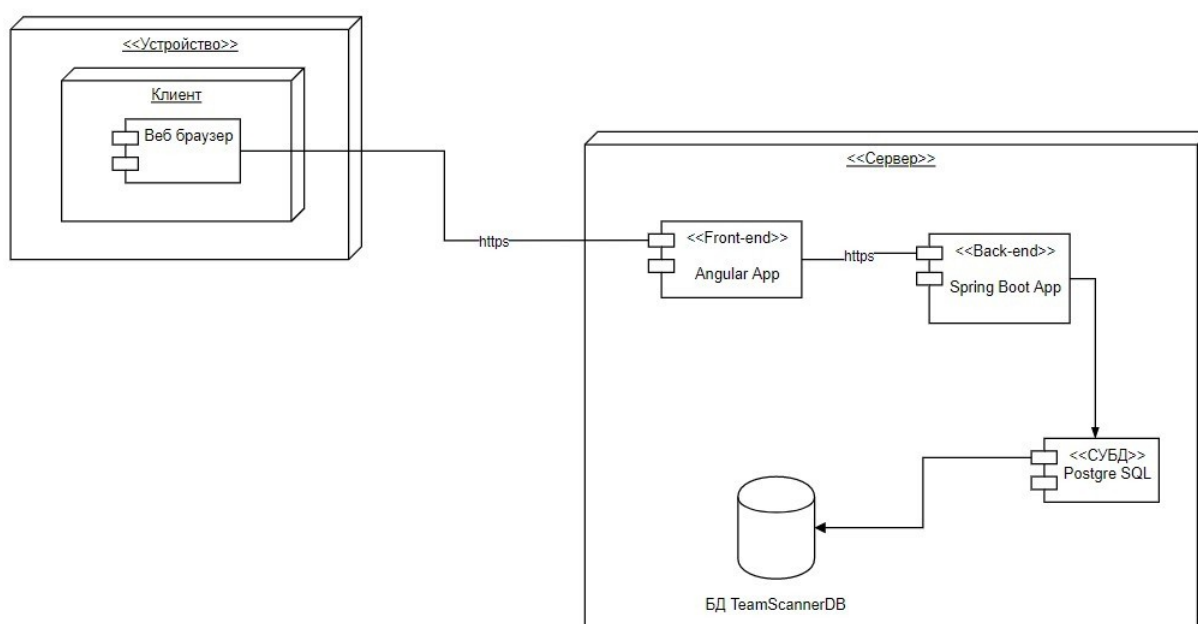 <<Устройство>>
Клиент
Веб браузер
<<Сервер>>
https
<<Front-end>>
Angular App
https
<<Back-end>>
Spring Boot App
<<СУБД>>
Postgre SQL
БД TeamScannerDB